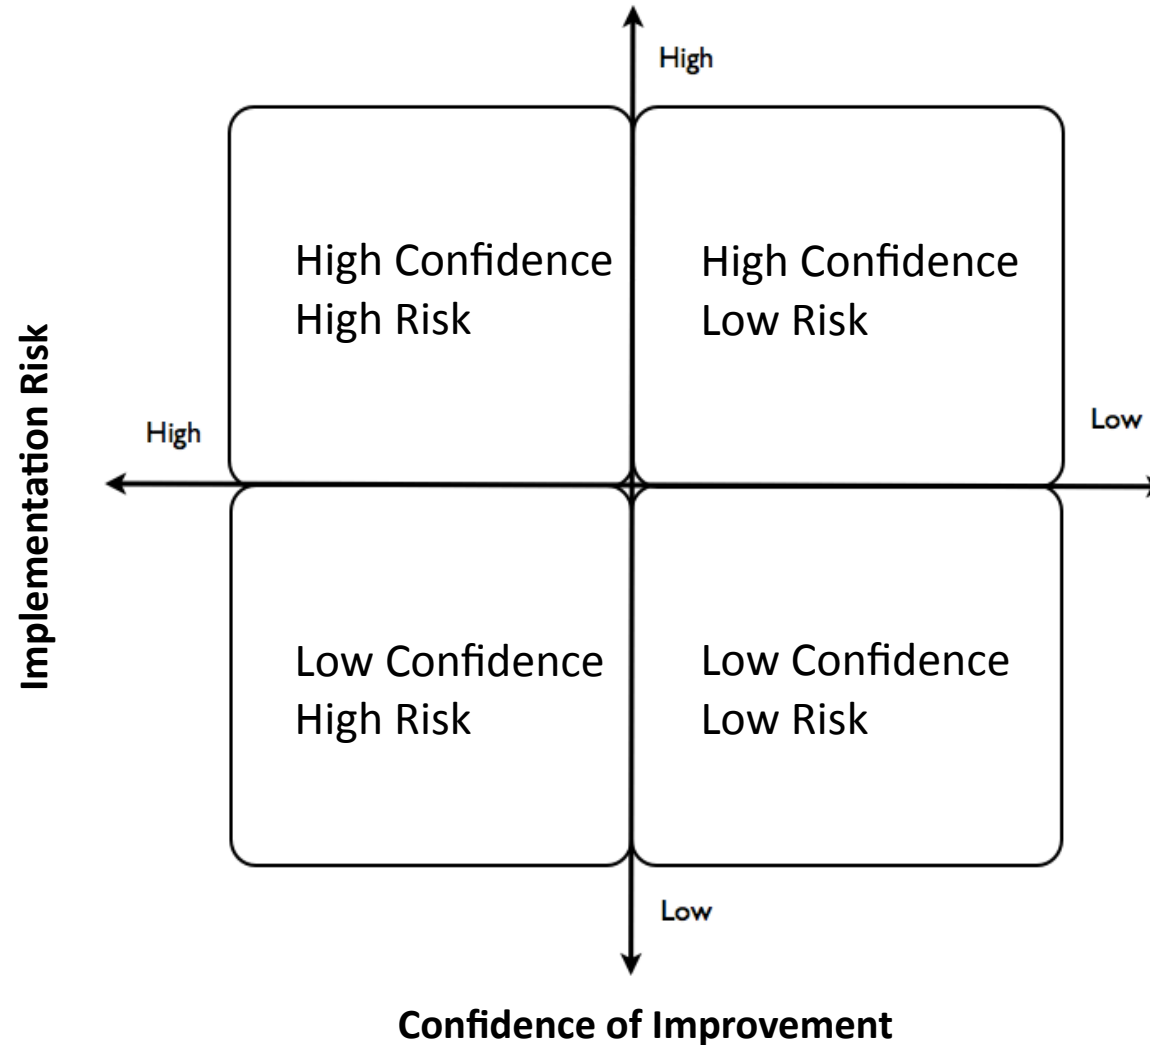 High
High Confidence
High Risk
High Confidence
Low Risk
High
Low
Implementation Risk
Low Confidence
High Risk
Low Confidence
Low Risk
Low
Confidence of Improvement